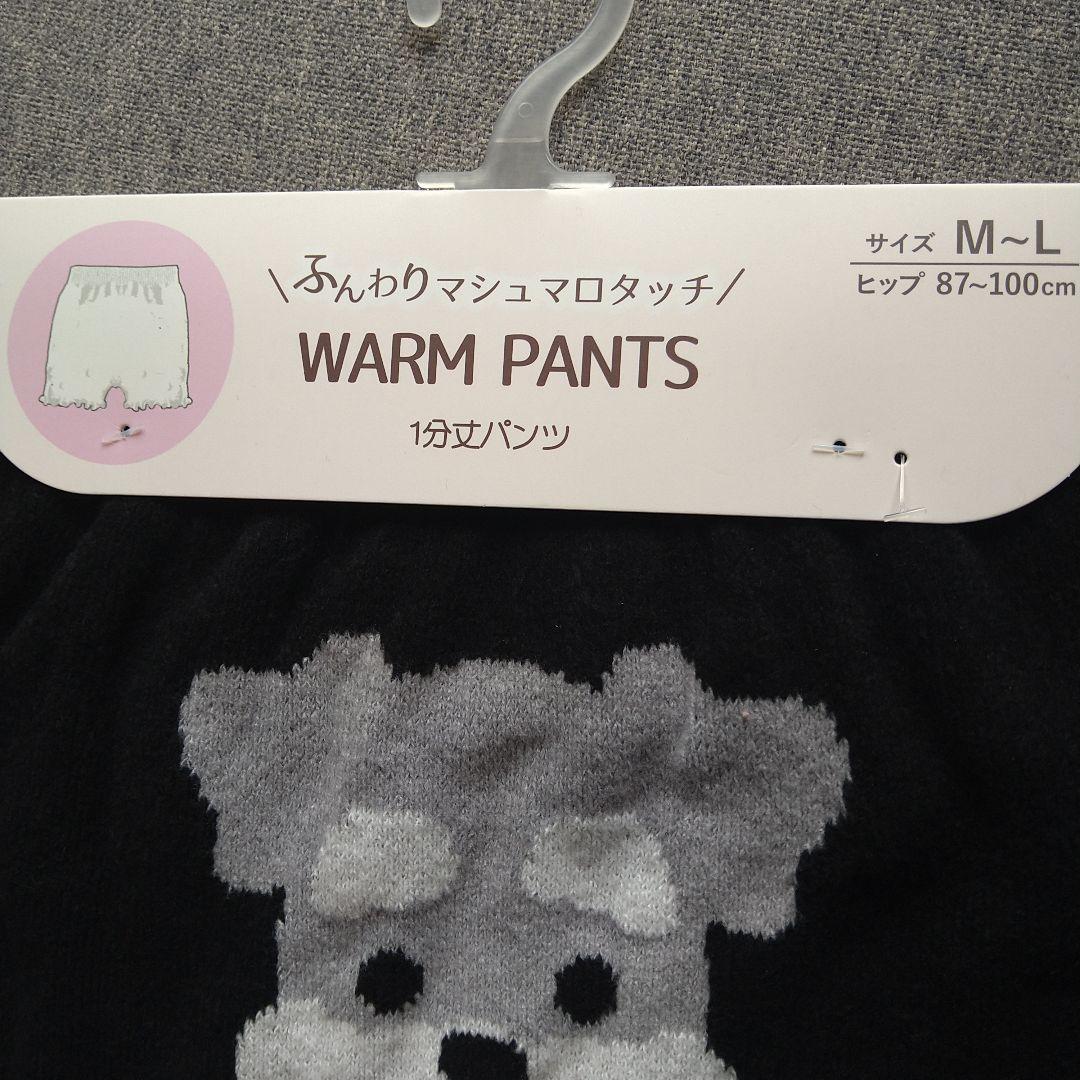 \ふんわりマシュマロタッチ/
WARM PANTS
1分丈パンツ
サイズ M~L
ヒップ 87~100cm